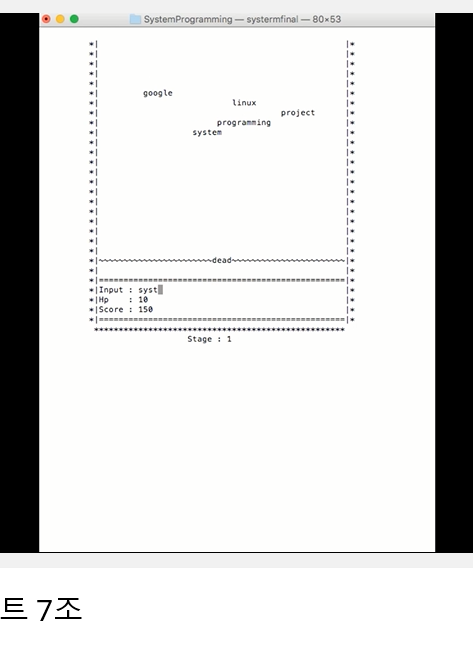 SystemProgramming — systermfinal — 80×53
google
linux
project
programming
system
~~~~~~~~~~~~~~~~~~~~~~~dead~~~~~~~~~~~~~~~~~~~~~~~
Input : syst
Hp    : 10
Score : 150
Stage : 1
트 7조